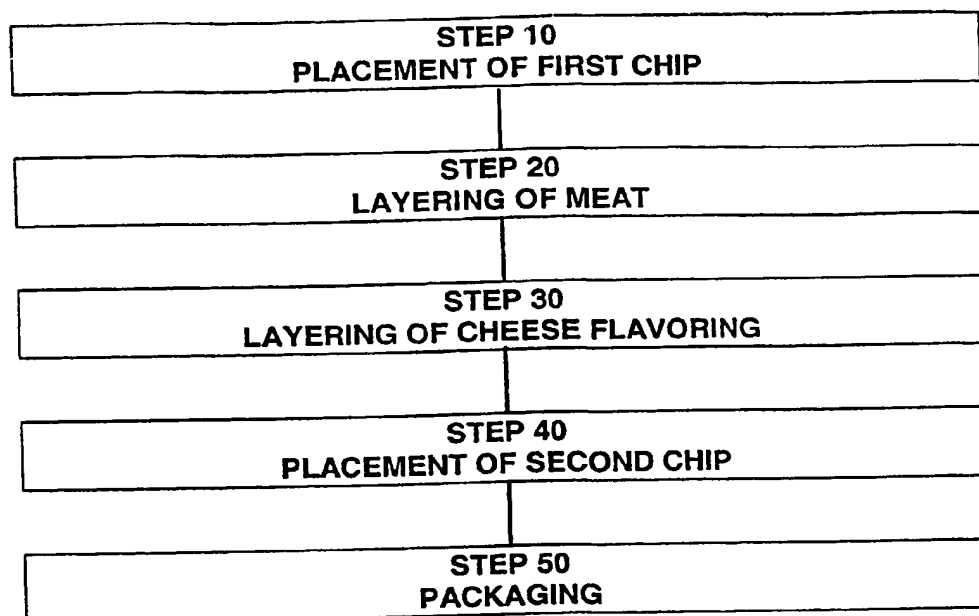 STEP 10
PLACEMENT OF FIRST CHIP
STEP 20
LAYERING OF MEAT
STEP 30
LAYERING OF CHEESE FLAVORING
STEP 40
PLACEMENT OF SECOND CHIP
STEP 50
PACKAGING